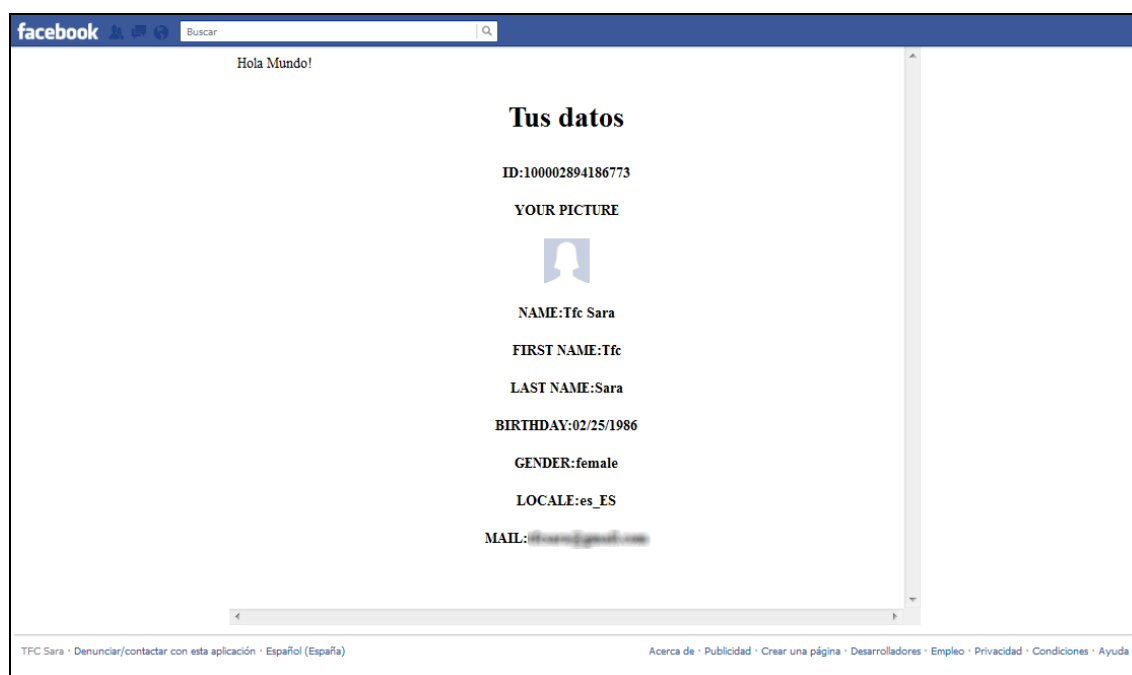 facebook
Buscar
Hola Mundo!
Tus datos
ID:100002894186773
YOUR PICTURE
NAME:Tfc Sara
FIRST NAME:Tfc
LAST NAME:Sara
BIRTHDAY:02/25/1986
GENDER:female
LOCALE:es_ES
MAIL:
TFC Sara · Denunciar/contactar con esta aplicación · Español (España)
Acerca de · Publicidad · Crear una página · Desarrolladores · Empleo · Privacidad · Condiciones · Ayuda